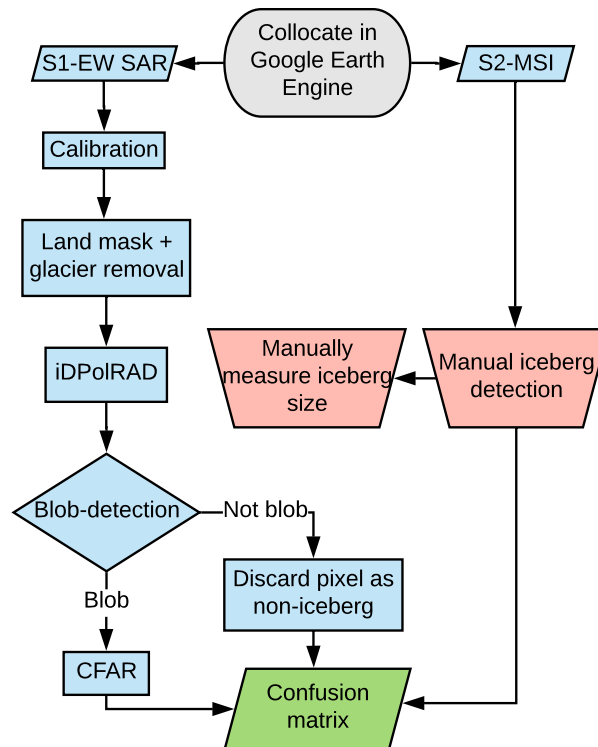 Collocate in
Google Earth
Engine
S1-EW SAR
S2-MSI
Calibration
Land mask +
glacier removal
iDPolRAD
Manually
measure iceberg
size
Manual iceberg
detection
Blob-detection
Not blob
Discard pixel as
non-iceberg
Blob
CFAR
Confusion
matrix